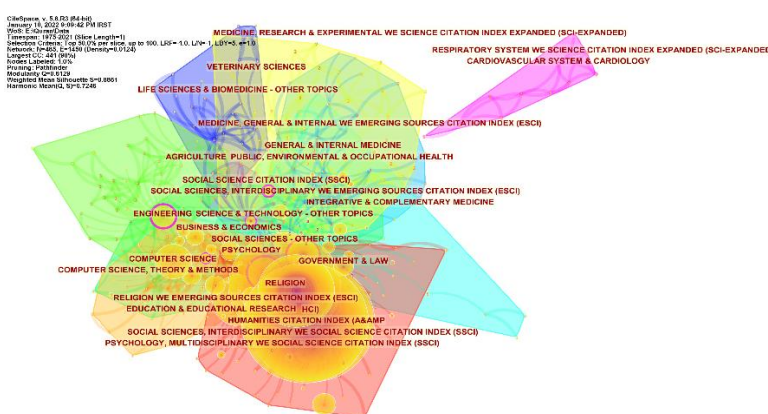 CiteSpace, v. 5.8.R3 (64-bit)
January 10, 2022 9:09:42 PM IRST
WoS: E:\Quran\Data
Timespan: 1975-2021 (Slice Length=1)
Selection Criteria: Top 50.0% per slice, up to 100, LRF=-1.0, L/N=-1, LBY=5, e=1.0
Network: N=465, E=1450 (Density=0.0124)
Largest CC: 441 (90%)
Nodes Labeled: 1.0%
Pruning: Pathfinder
Modularity Q=0.6129
Weighted Mean Silhouette S=0.8861
Harmonic Mean(Q, S)=0.7246
MEDICINE, RESEARCH & EXPERIMENTAL WE SCIENCE CITATION INDEX EXPANDED (SCI-EXPANDED)
RESPIRATORY SYSTEM WE SCIENCE CITATION INDEX EXPANDED (SCI-EXPANDED
CARDIOVASCULAR SYSTEM & CARDIOLOGY
VETERINARY SCIENCES
LIFE SCIENCES & BIOMEDICINE - OTHER TOPICS
MEDICINE, GENERAL & INTERNAL WE EMERGING SOURCES CITATION INDEX (ESCI)
GENERAL & INTERNAL MEDICINE
AGRICULTURE PUBLIC, ENVIRONMENTAL & OCCUPATIONAL HEALTH
SOCIAL SCIENCE CITATION INDEX (SSCI)
SOCIAL SCIENCES, INTERDISCIPLINARY WE EMERGING SOURCES CITATION INDEX (ESCI)
INTEGRATIVE & COMPLEMENTARY MEDICINE
ENGINEERING SCIENCE & TECHNOLOGY - OTHER TOPICS
BUSINESS & ECONOMICS
SOCIAL SCIENCES - OTHER TOPICS
PSYCHOLOGY
COMPUTER SCIENCE
GOVERNMENT & LAW
COMPUTER SCIENCE, THEORY & METHODS
RELIGION
RELIGION WE EMERGING SOURCES CITATION INDEX (ESCI)
EDUCATION & EDUCATIONAL RESEARCH HCI)
HUMANITIES CITATION INDEX (A&AMP
SOCIAL SCIENCES, INTERDISCIPLINARY WE SOCIAL SCIENCE CITATION INDEX (SSCI)
PSYCHOLOGY, MULTIDISCIPLINARY WE SOCIAL SCIENCE CITATION INDEX (SSCI)